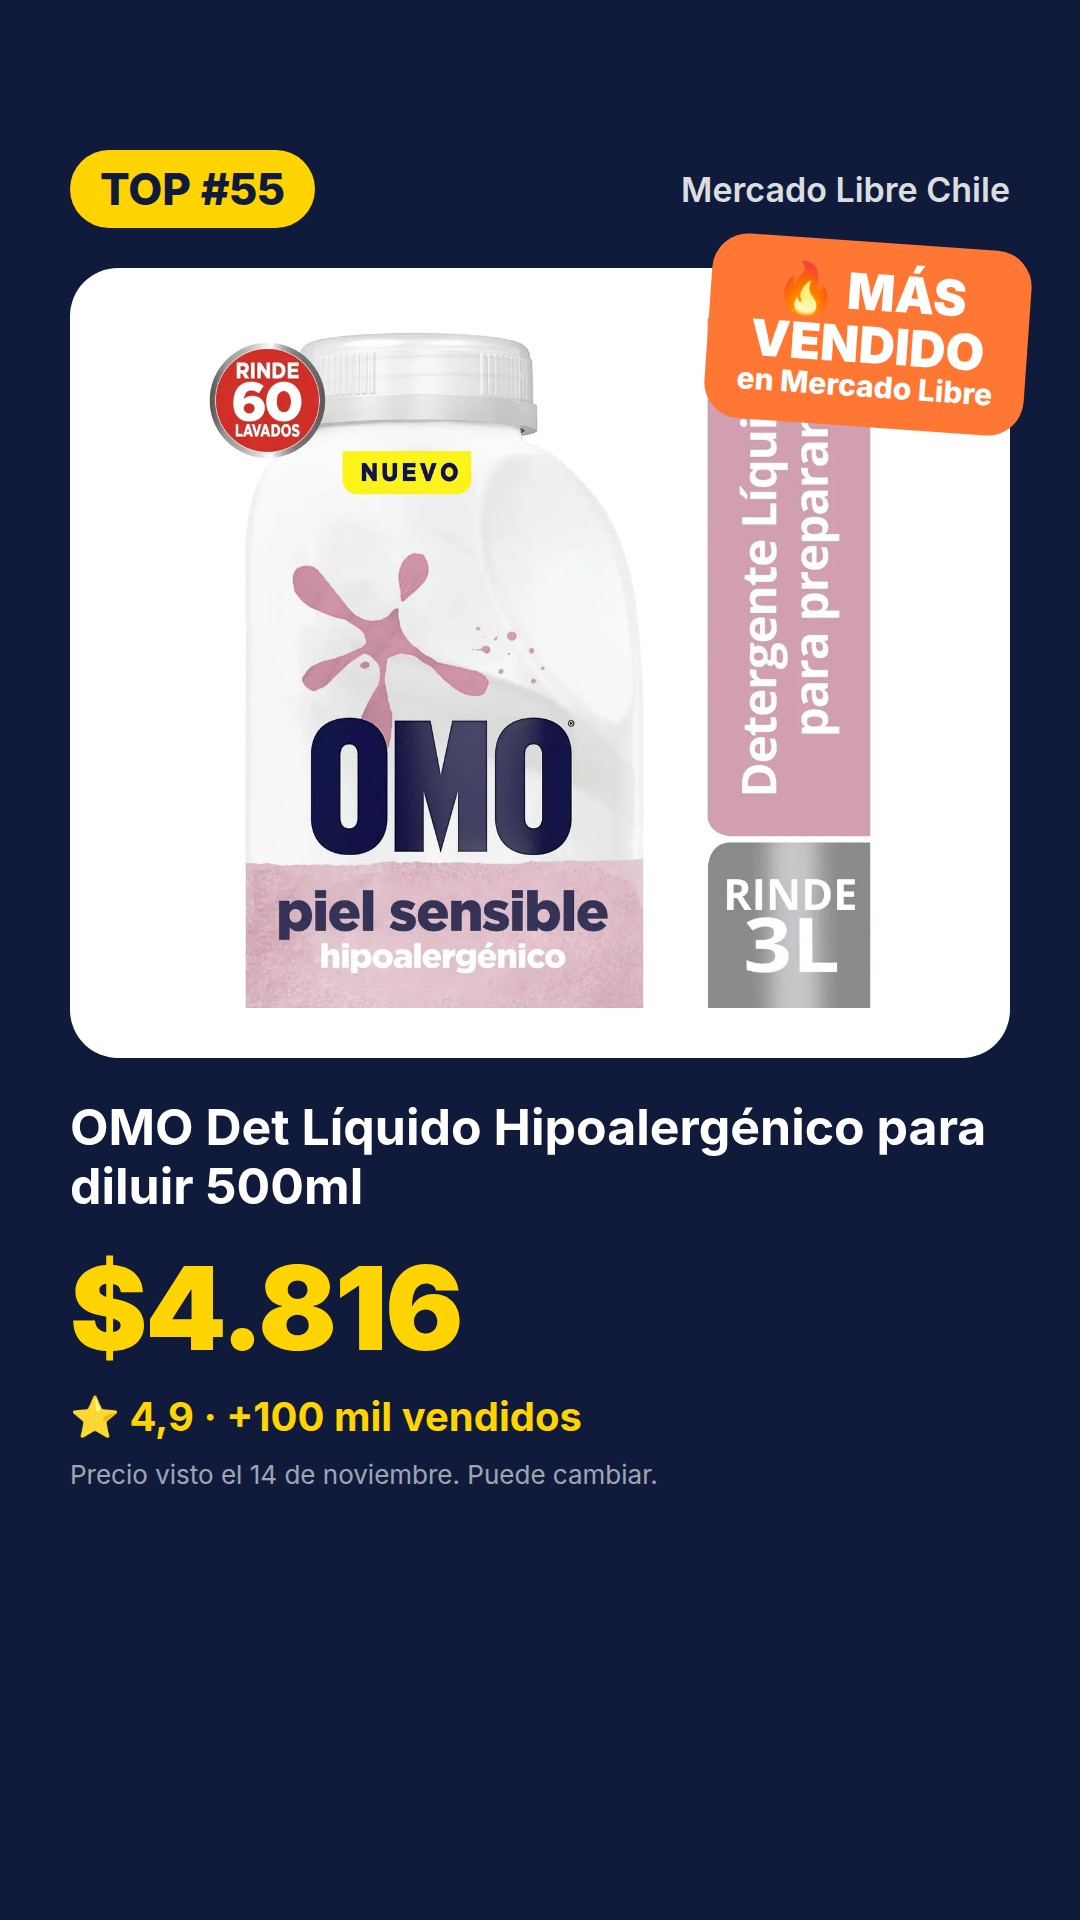 TOP #55
Mercado Libre Chile
🔥 MÁS
VENDIDO
en Mercado Libre
RINDE
60
LAVADOS
NUEVO
OMO®
piel sensible
hipoalergénico
Detergente
para preparar
RINDE
3L
OMO Det Líquido Hipoalergénico para
diluir 500ml
$4.816
⭐ 4,9 · +100 mil vendidos
Precio visto el 14 de noviembre. Puede cambiar.